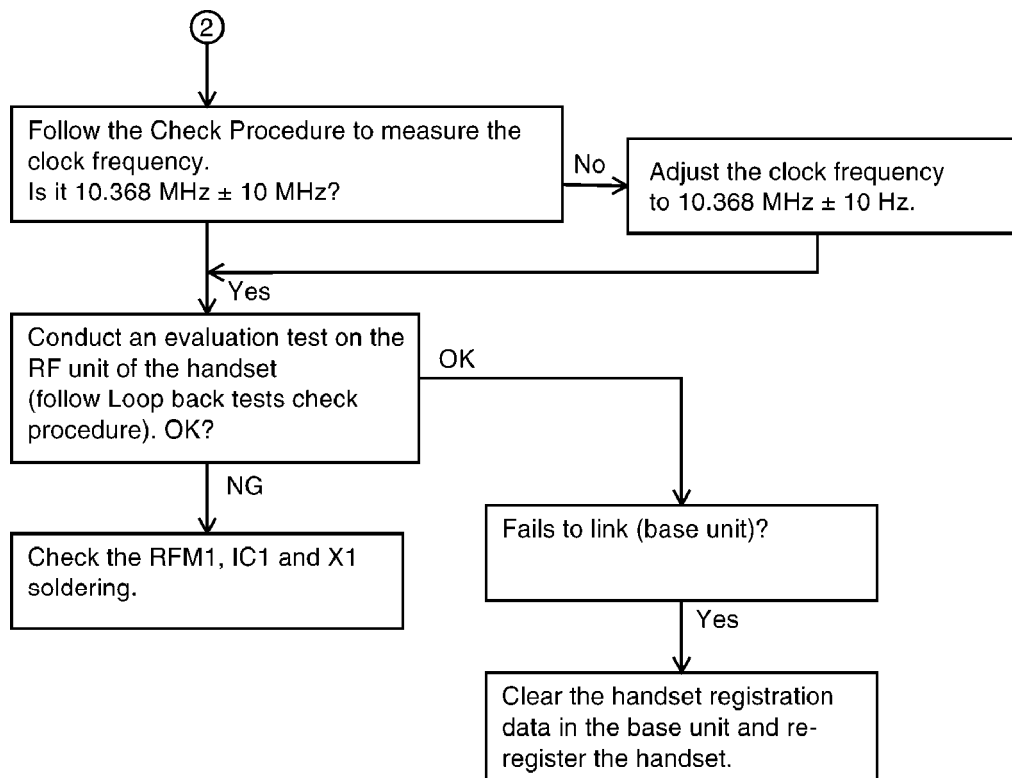 2
Follow the Check Procedure to measure the
clock frequency.
Is it 10.368 MHz ± 10 MHz?
No
Adjust the clock frequency
to 10.368 MHz ± 10 Hz.
Yes
Conduct an evaluation test on the
RF unit of the handset
(follow Loop back tests check
procedure). OK?
OK
NG
Check the RFM1, IC1 and X1
soldering.
Fails to link (base unit)?
Yes
Clear the handset registration
data in the base unit and re-
register the handset.